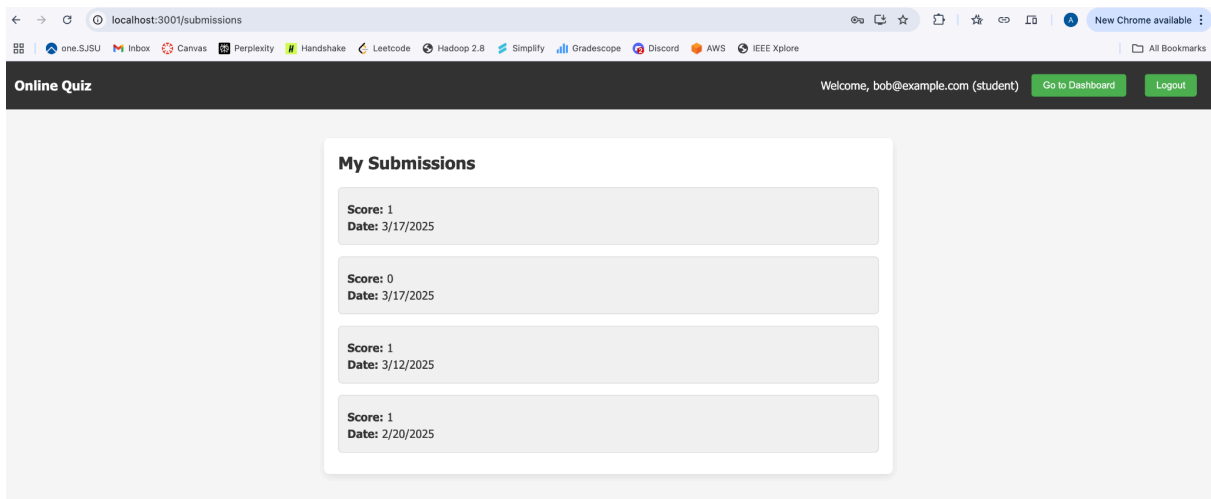 localhost:3001/submissions
New Chrome available
A
one.SJSU
Inbox
Canvas
Perplexity
Handshake
Leetcode
Hadoop 2.8
Simplify
Gradescope
Discord
AWS
IEEE Xplore
All Bookmarks
Online Quiz
Welcome, bob@example.com (student)
Go to Dashboard
Logout
My Submissions
Score: 1
Date: 3/17/2025
Score: 0
Date: 3/17/2025
Score: 1
Date: 3/12/2025
Score: 1
Date: 2/20/2025